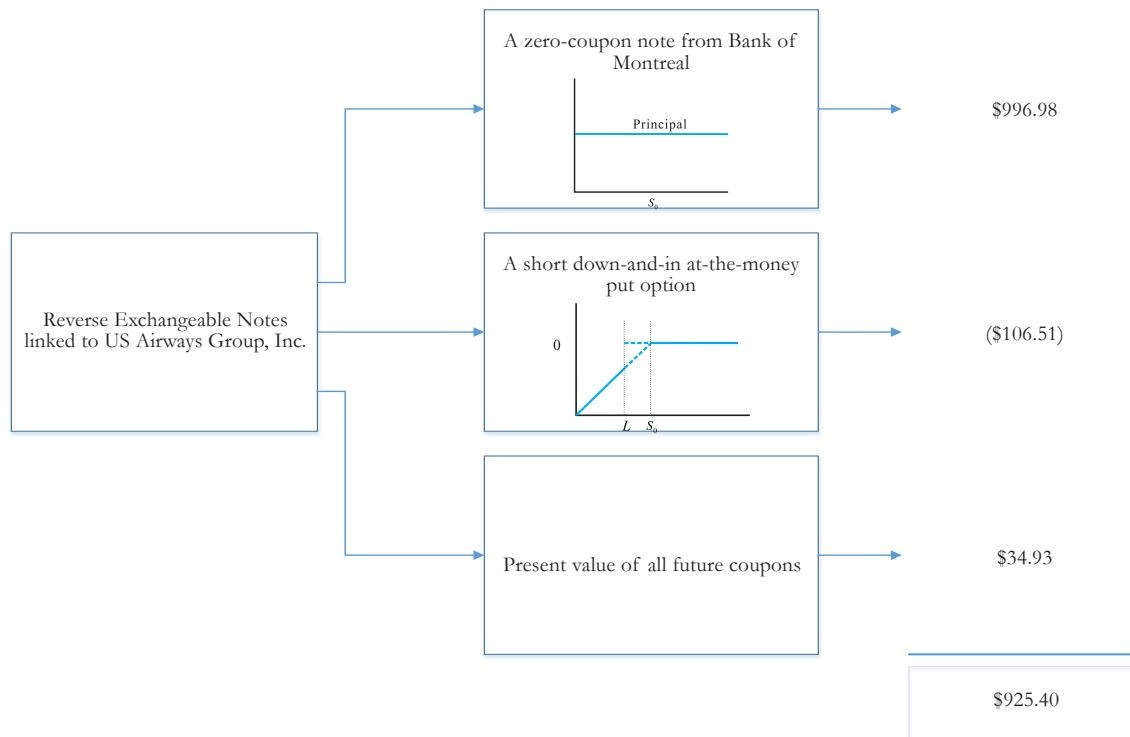 A zero-coupon note from Bank of
Montreal
Principal
S₀
$996.98
Reverse Exchangeable Notes
linked to US Airways Group, Inc.
A short down-and-in at-the-money
put option
0
L S₀
($106.51)
Present value of all future coupons
$34.93
$925.40